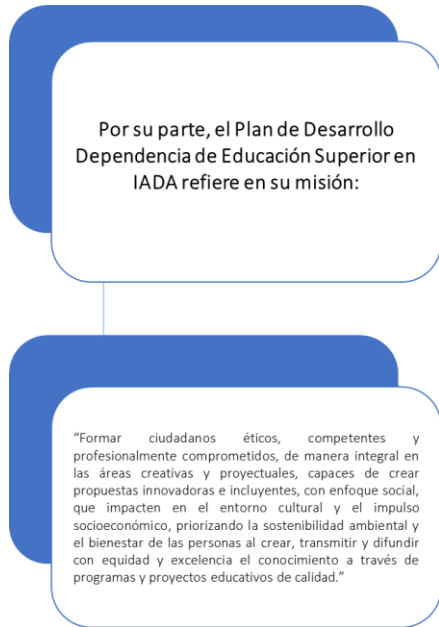 Por su parte, el Plan de Desarrollo
Dependencia de Educación Superior en
IADA refiere en su misión:
“Formar ciudadanos éticos, competentes y
profesionalmente comprometidos, de manera integral en
las áreas creativas y proyectuales, capaces de crear
propuestas innovadoras e incluyentes, con enfoque social,
que impacten en el entorno cultural y el impulso
socioeconómico, priorizando la sostenibilidad ambiental y
el bienestar de las personas al crear, transmitir y difundir
con equidad y excelencia el conocimiento a través de
programas y proyectos educativos de calidad.”